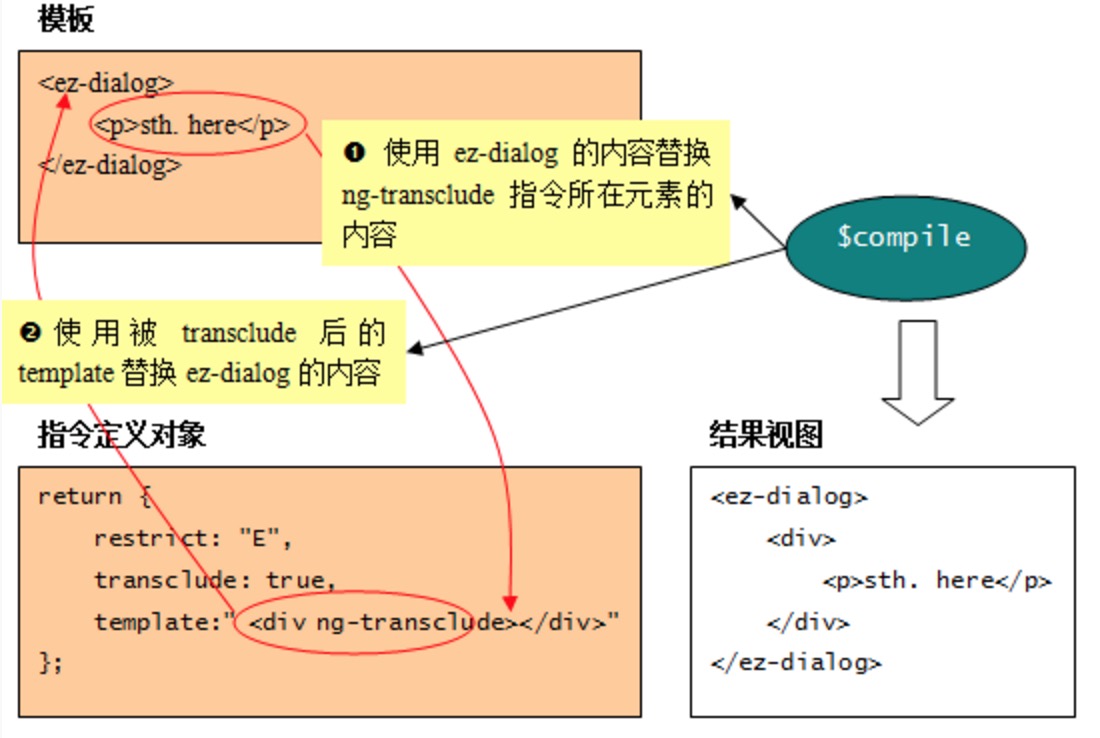 模板
<ez-dialog>
<p>sth. here</p>
</ez-dialog>
❶ 使用 ez-dialog 的内容替换
ng-transclude 指令所在元素的
内容
$compile
❷ 使用被 transclude 后的
template 替换 ez-dialog 的内容
指令定义对象
return {
restrict: "E",
transclude: true,
template:" <div ng-transclude></div>"
};
结果视图
<ez-dialog>
<div>
<p>sth. here</p>
</div>
</ez-dialog>